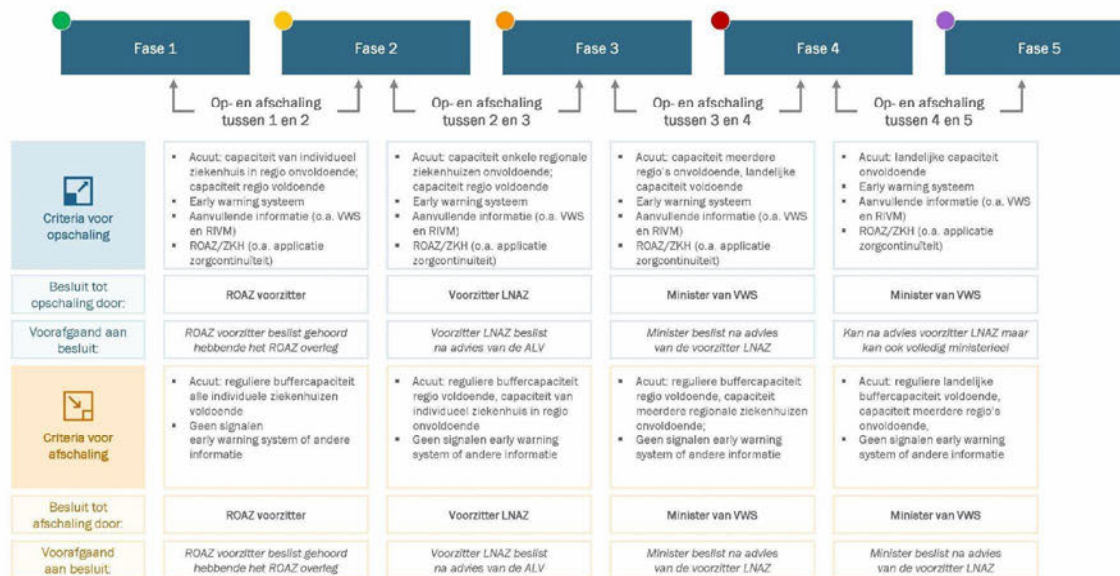 Fase 1
Fase 2
Fase 3
Fase 4
Fase 5
Op- en afschaling
tussen 1 en 2
Op- en afschaling
tussen 2 en 3
Op- en afschaling
tussen 3 en 4
Op- en afschaling
tussen 4 en 5
Criteria voor
opschaling
▪ Acuut: capaciteit van individueel
ziekenhuis in regio onvoldoende;
capaciteit regio voldoende
▪ Early warning systeem
▪ Aanvullende informatie (o.a. VWS
en RIVM)
▪ ROAZ/ZKH (o.a. applicatie
zorgcontinuïteit)
▪ Acuut: capaciteit enkele regionale
ziekenhuizen onvoldoende;
capaciteit regio voldoende
▪ Early warning systeem
▪ Aanvullende informatie (o.a. VWS
en RIVM)
▪ ROAZ/ZKH (o.a. applicatie
zorgcontinuïteit)
▪ Acuut: capaciteit meerdere
regio's onvoldoende, landelijke
capaciteit voldoende
▪ Early warning systeem
▪ Aanvullende informatie (o.a. VWS
en RIVM)
▪ ROAZ/ZKH (o.a. applicatie
zorgcontinuïteit)
▪ Acuut: landelijke capaciteit
onvoldoende
▪ Early warning systeem
▪ Aanvullende informatie (o.a. VWS
en RIVM)
▪ ROAZ/ZKH (o.a. applicatie
zorgcontinuïteit)
Besluit tot
opschaling door:
ROAZ voorzitter
Voorzitter LNAZ
Minister van VWS
Minister van VWS
Voorafgaand aan
besluit:
ROAZ voorzitter beslist gehoord
hebbende het ROAZ overleg
Voorzitter LNAZ beslist
na advies van de ALV
Minister beslist na advies
van de voorzitter LNAZ
Kan na advies voorzitter LNAZ maar
kan ook volledig ministerieel
Criteria voor
afschaling
▪ Acuut: reguliere buffercapaciteit
alle individuele ziekenhuizen
voldoende
▪ Geen signalen
early warning system of andere
informatie
▪ Acuut: reguliere buffercapaciteit
regio voldoende, capaciteit van
individueel ziekenhuis in regio
onvoldoende
▪ Geen signalen early warning
system of andere informatie
▪ Acuut: reguliere buffercapaciteit
regio voldoende, capaciteit
meerdere regionale ziekenhuizen
onvoldoende;
▪ Geen signalen early warning
system of andere informatie
▪ Acuut: reguliere landelijke
buffercapaciteit voldoende,
capaciteit meerdere regio's
onvoldoende,
▪ Geen signalen early warning
system of andere informatie
Besluit tot
afschaling door:
ROAZ voorzitter
Voorzitter LNAZ
Minister van VWS
Minister van VWS
Voorafgaand
aan besluit:
ROAZ voorzitter beslist gehoord
hebbende het ROAZ overleg
Voorzitter LNAZ beslist
na advies van de ALV
Minister beslist na advies
van de voorzitter LNAZ
Minister beslist na advies
van de voorzitter LNAZ